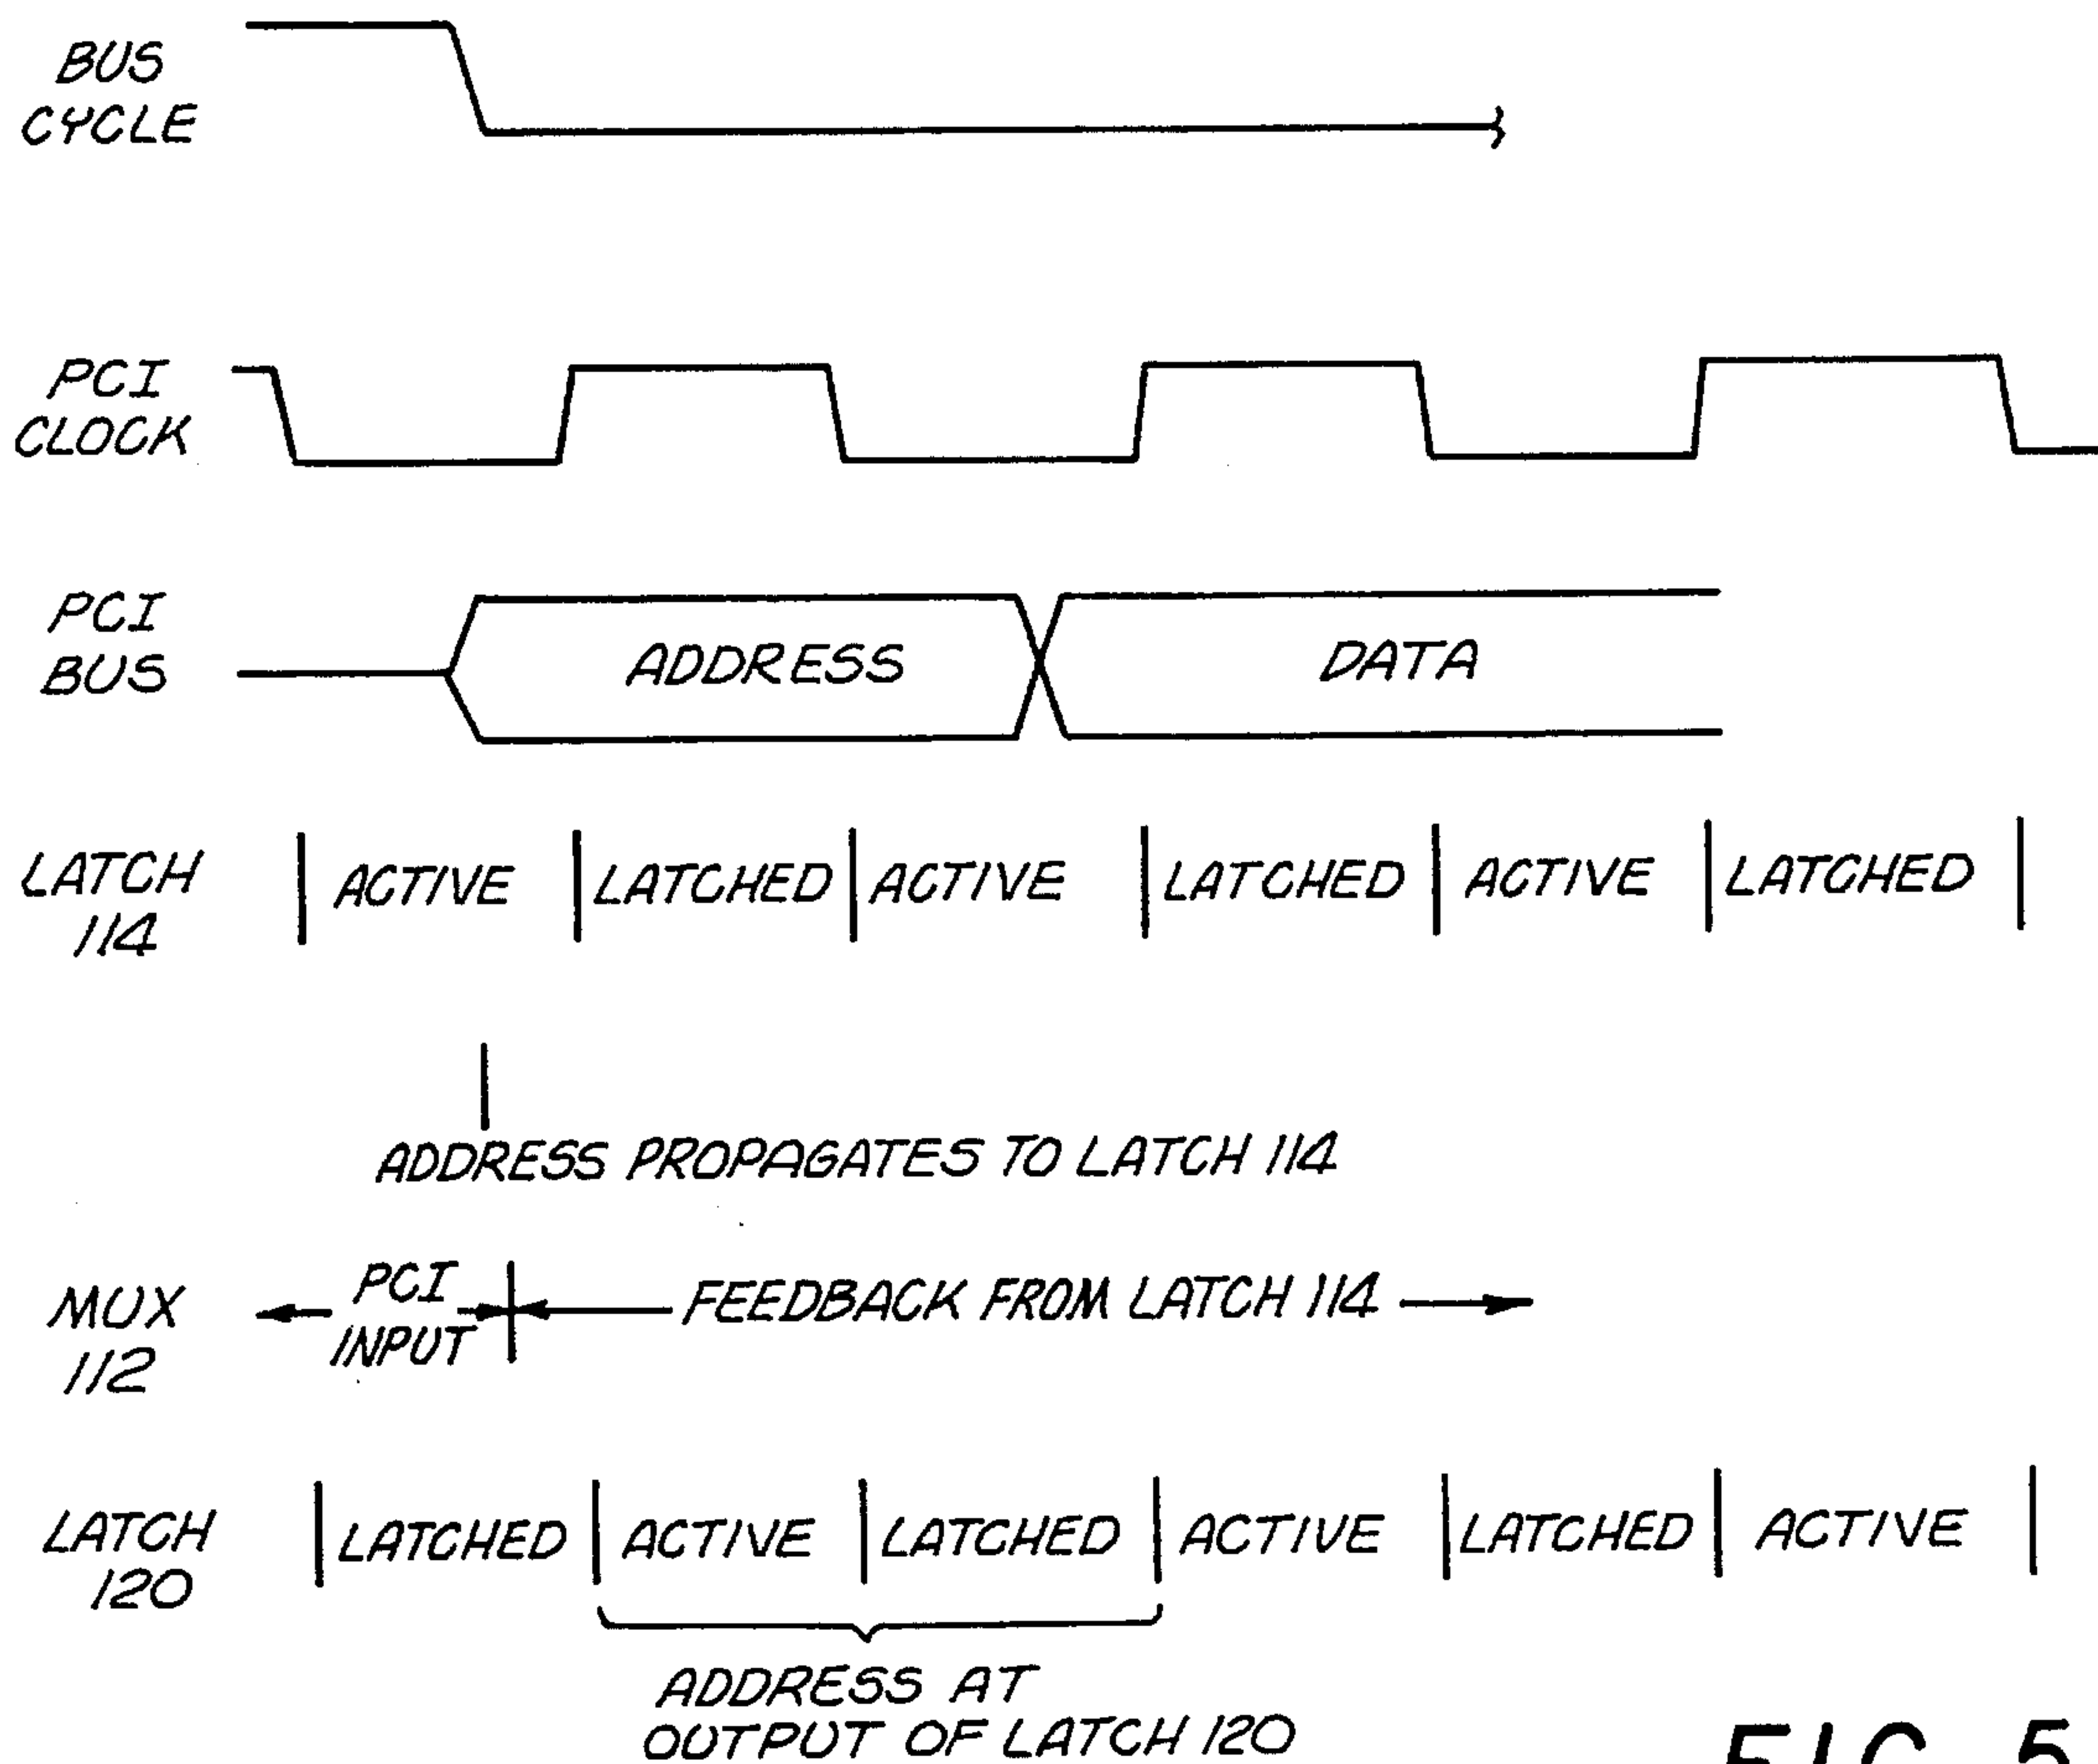 BUS
CYCLE
PCI
CLOCK
PCI
BUS
ADDRESS
DATA
LATCH
114
ACTIVE
LATCHED
ACTIVE
LATCHED
ACTIVE
LATCHED
ADDRESS PROPAGATES TO LATCH 114
MUX
112
PCI
INPUT
FEEDBACK FROM LATCH 114
LATCH
120
LATCHED
ACTIVE
LATCHED
ACTIVE
LATCHED
ACTIVE
ADDRESS AT
OUTPUT OF LATCH 120
FIG. 5